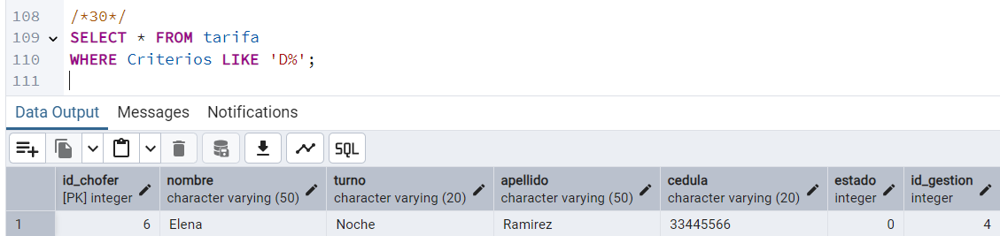 108 /*30*/
109 SELECT * FROM tarifa
110 WHERE Criterios LIKE 'D%';
111
Data Output Messages Notifications
SQL
id_chofer nombre turno apellido cedula estado id_gestion
[PK] integer character varying (50) character varying (20) character varying (50) character varying (20) integer integer
1 6 Elena Noche Ramirez 33445566 0 4